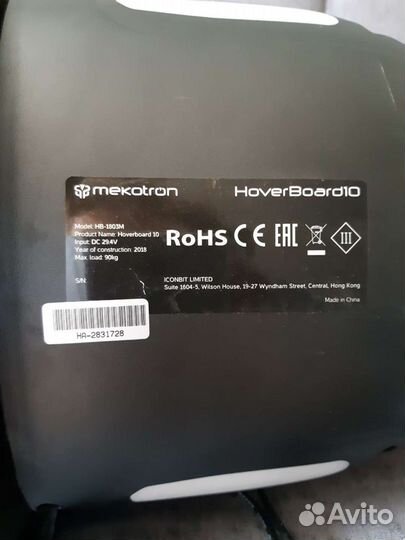 mekotron HoverBoard10
Model: HB-1803M
Product Name: Hoverboard 10
Input: DC 29.4V
Year of construction: 2018
Max. load: 90kg
RoHS CE EAC III
S/N:
ICONBIT LIMITED
Suite 1604-5, Wilson House, 19-27 Wyndham Street, Central, Hong Kong
Made in China
HA-2831728
Avito